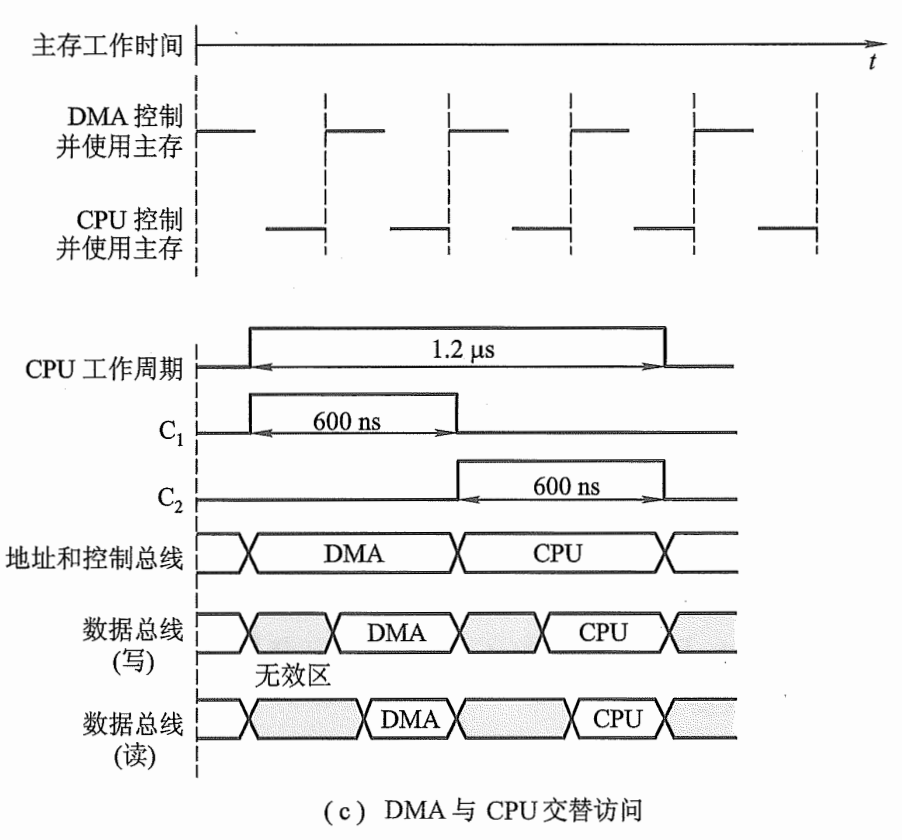 主存工作时间
t
DMA 控制
并使用主存
CPU 控制
并使用主存
CPU 工作周期
1.2 μs
C₁
600 ns
C₂
600 ns
地址和控制总线
DMA
CPU
数据总线
(写)
DMA
CPU
无效区
数据总线
(读)
DMA
CPU
(c) DMA 与 CPU 交替访问